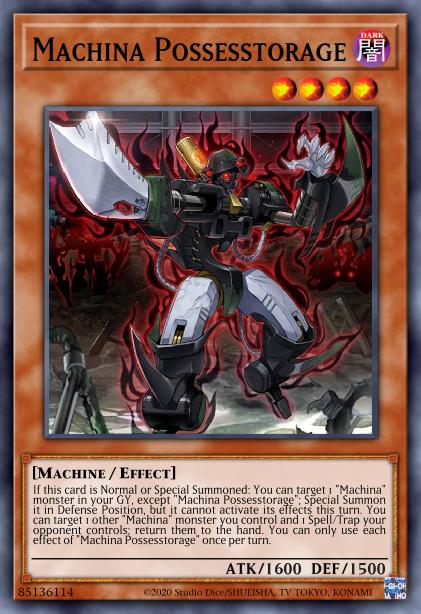 MACHINA POSSESSTORAGE
DARK
闇
[MACHINE / EFFECT]
If this card is Normal or Special Summoned: You can target 1 "Machina"
monster in your GY, except "Machina Possesstorage"; Special Summon
it in Defense Position, but it cannot activate its effects this turn. You
can target 1 other "Machina" monster you control and 1 Spell/Trap your
opponent controls; return them to the hand. You can only use each
effect of "Machina Possesstorage" once per turn.
ATK/1600 DEF/1500
85136114
©2020 Studio Dice/SHUEISHA, TV TOKYO, KONAMI